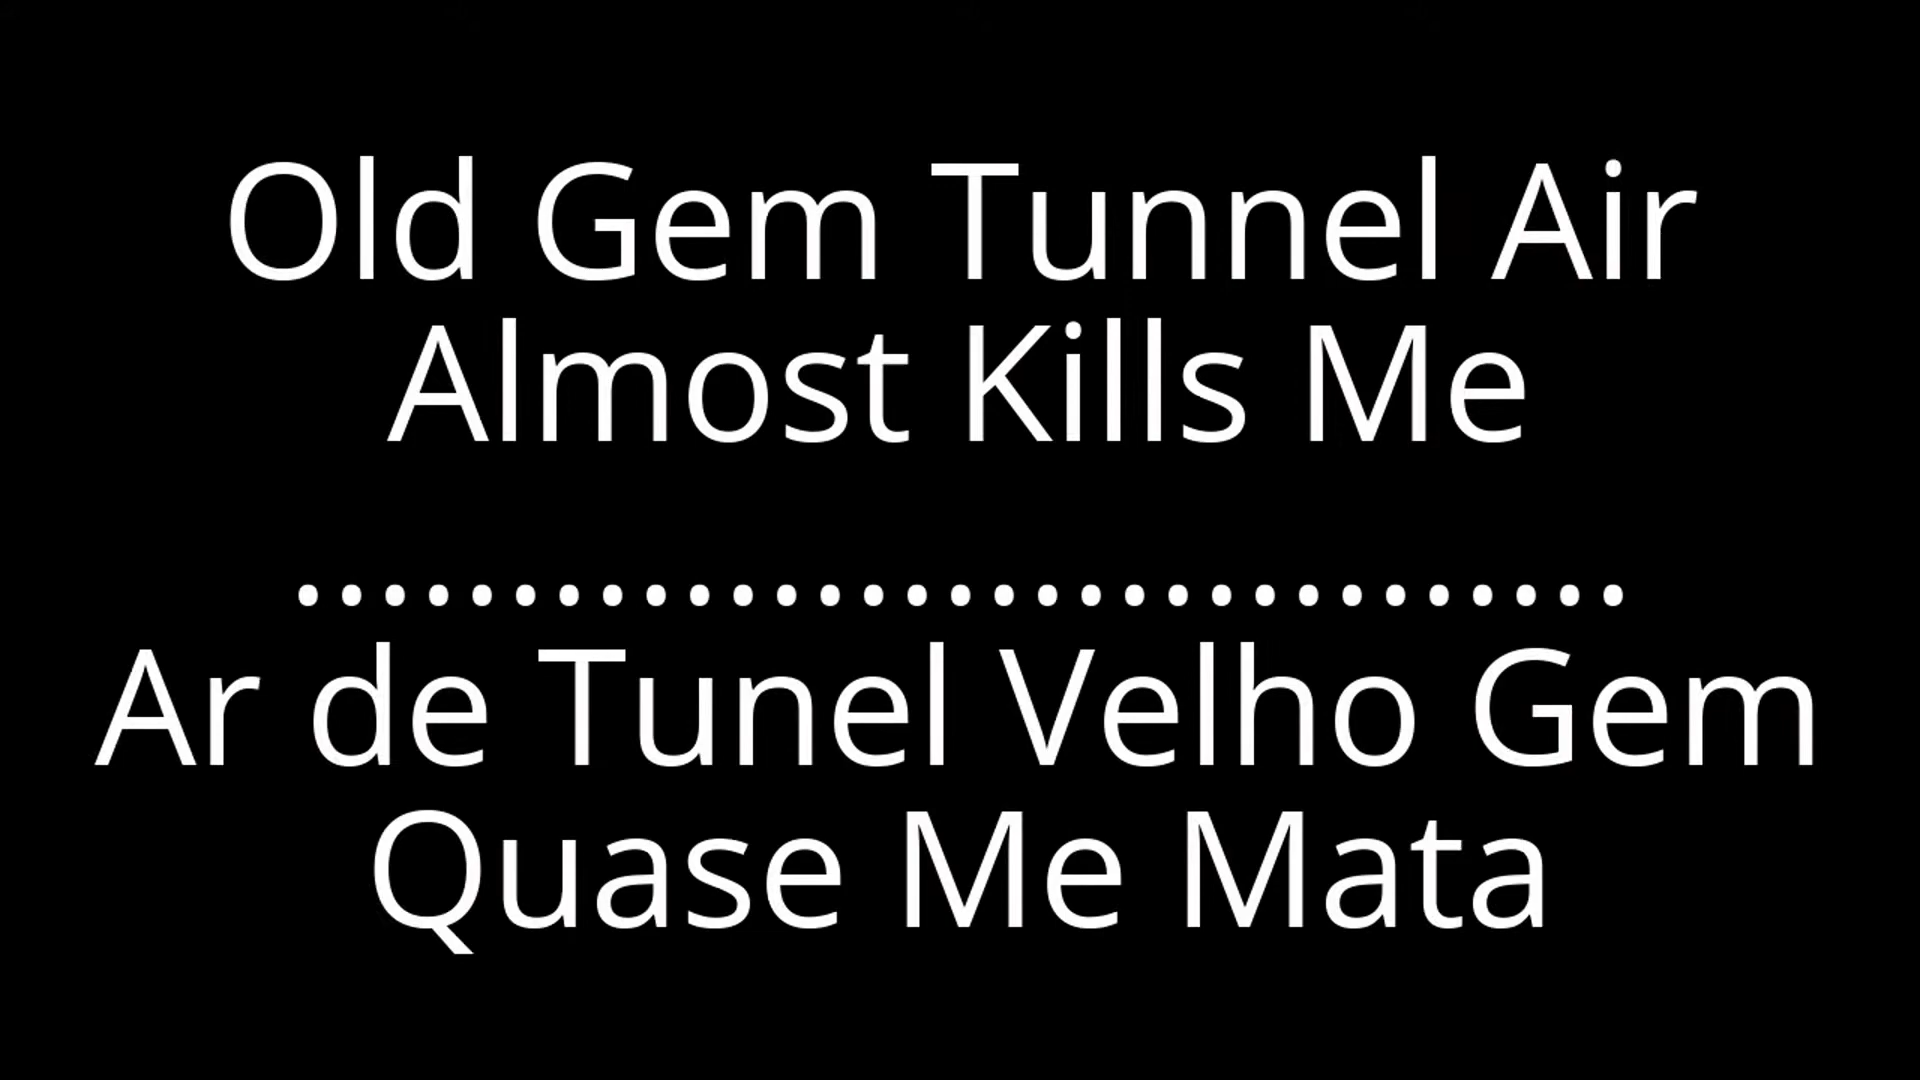 Old Gem Tunnel Air
Almost Kills Me
...............................
Ar de Tunel Velho Gem
Quase Me Mata